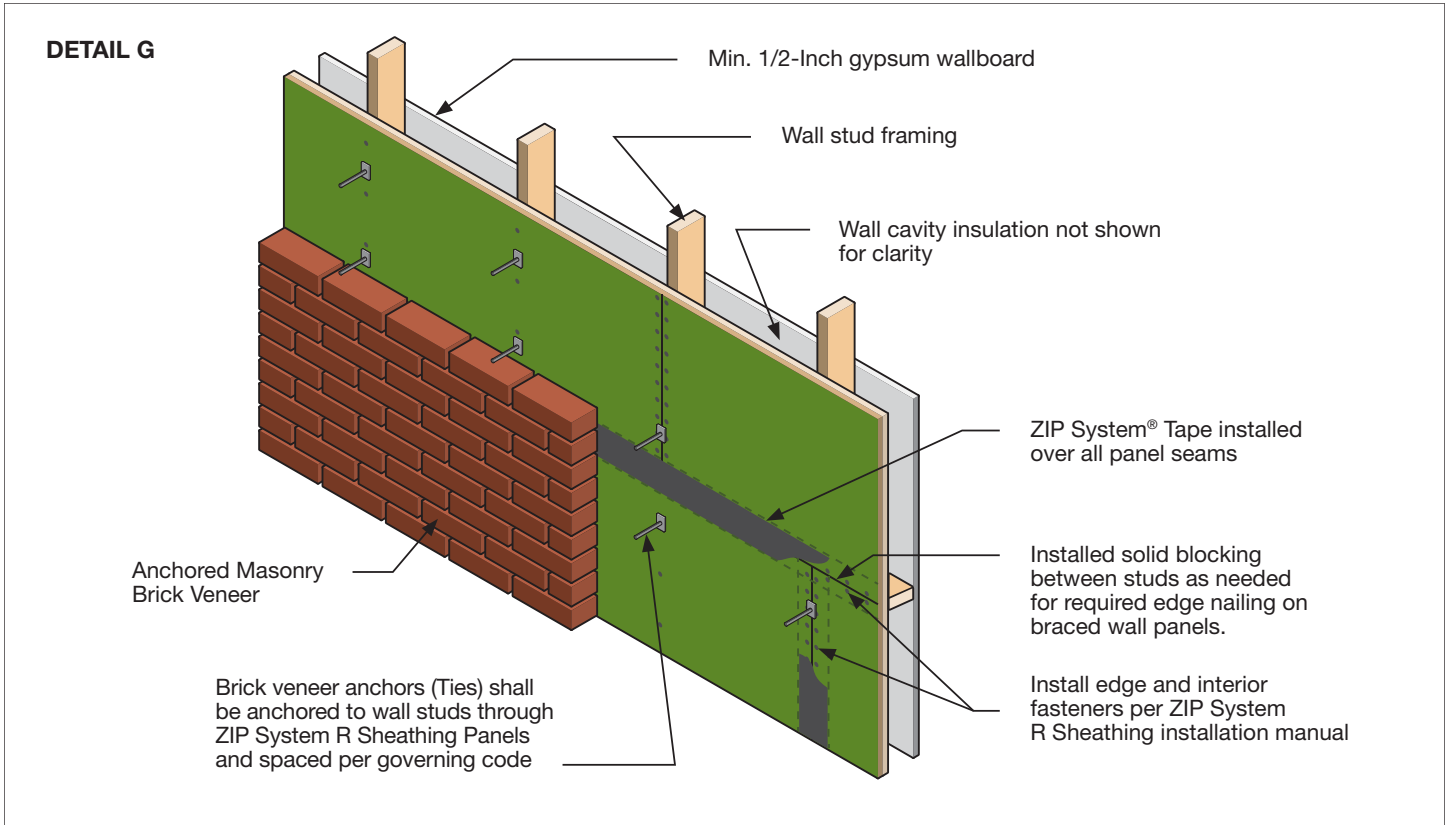 DETAIL G
Min. 1/2-Inch gypsum wallboard
Wall stud framing
Wall cavity insulation not shown
for clarity
ZIP System® Tape installed
over all panel seams
Installed solid blocking
between studs as needed
for required edge nailing on
braced wall panels.
Install edge and interior
fasteners per ZIP System
R Sheathing installation manual
Anchored Masonry
Brick Veneer
Brick veneer anchors (Ties) shall
be anchored to wall studs through
ZIP System R Sheathing Panels
and spaced per governing code